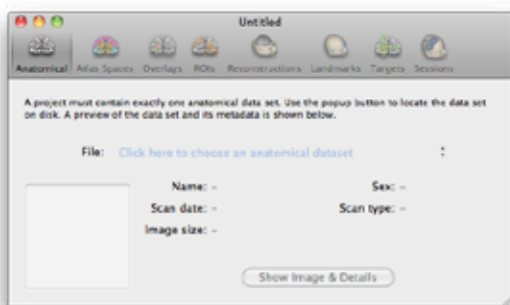 Untitled
Anatomical Atlas Spaces Overlays ROIs Reconstructions Landmarks Targets Sessions
A project must contain exactly one anatomical data set. Use the popup button to locate the data set
on disk. A preview of the data set and its metadata is shown below.
File: Click here to choose an anatomical dataset
Name: – Sex: –
Scan date: – Scan type: –
Image size: –
Show Image & Details